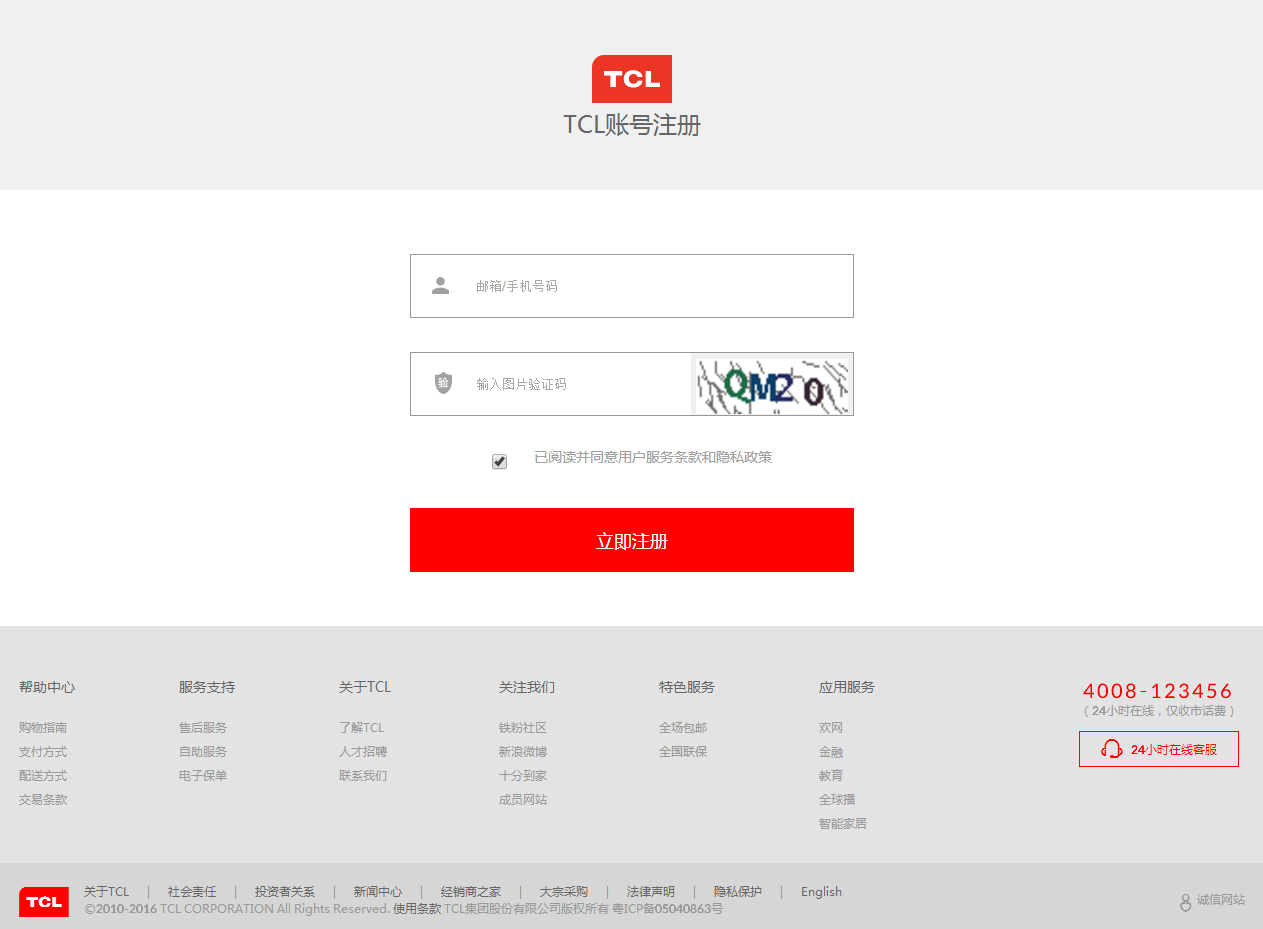 TCL
TCL账号注册
邮箱/手机号码
验 输入图片验证码 QM20
已阅读并同意用户服务条款和隐私政策
立即注册
帮助中心 服务支持 关于TCL 关注我们 特色服务 应用服务
4008-123456
(24小时在线，仅收市话费)
购物指南 售后服务 了解TCL 铁粉社区 全场包邮 欢网
支付方式 自助服务 人才招聘 新浪微博 全国联保 金融
24小时在线客服
配送方式 电子保单 联系我们 十分到家 教育
交易条款 成员网站 全球播
智能家居
TCL
关于TCL | 社会责任 | 投资者关系 | 新闻中心 | 经销商之家 | 大宗采购 | 法律声明 | 隐私保护 | English
©2010-2016 TCL CORPORATION All Rights Reserved. 使用条款 TCL集团股份有限公司版权所有 粤ICP备05040863号
诚信网站